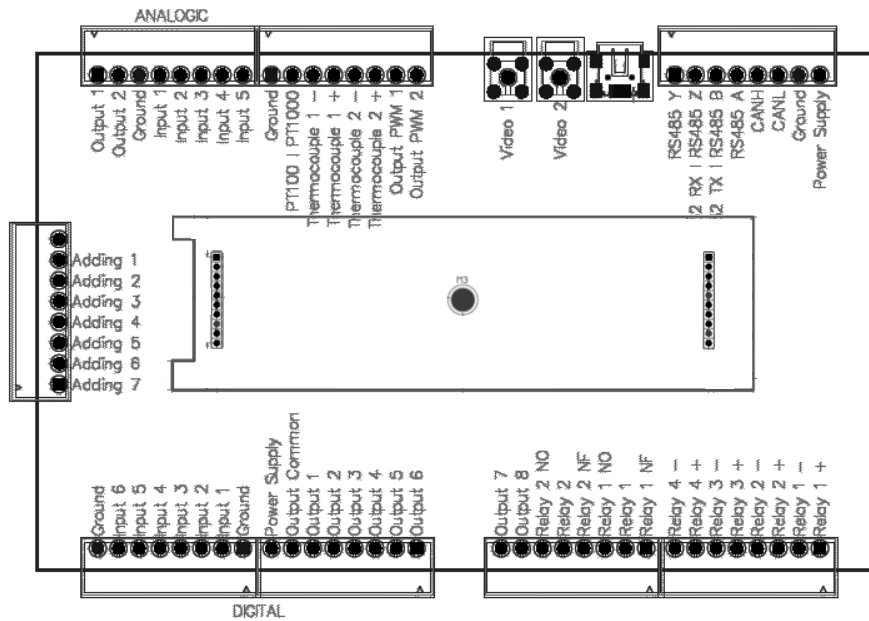 ANALOGIC
Output 1
Output 2
Ground
Input 1
Input 2
Input 3
Input 4
Input 5
Ground
PT100 | PT1000
Thermocouple 1 -
Thermocouple 1 +
Thermocouple 2 -
Thermocouple 2 +
Output PWM 1
Output PWM 2
Video 1
Video 2
RS485 Y
2 RX | RS485 Z
2 TX | RS485 B
RS485 A
CANH
CANL
Ground
Power Supply
Adding 1
Adding 2
Adding 3
Adding 4
Adding 5
Adding 6
Adding 7
M3
Ground
Input 6
Input 5
Input 4
Input 3
Input 2
Input 1
Ground
Power Supply
Output Common
Output 1
Output 2
Output 3
Output 4
Output 5
Output 6
Output 7
Output 8
Relay 2 NO
Relay 2
Relay 2 NF
Relay 1 NO
Relay 1
Relay 1 NF
Relay 4 -
Relay 4 +
Relay 3 -
Relay 3 +
Relay 2 -
Relay 2 +
Relay 1 -
Relay 1 +
DIGITAL